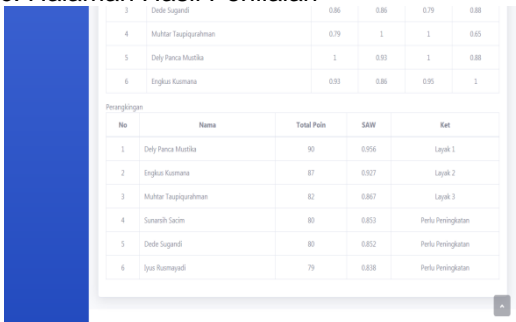 3 Dede Sugandi 0.86 0.86 0.79 0.88
4 Muhtar Taupiqurahman 0.79 1 1 0.65
5 Dely Panca Mustika 1 0.93 1 0.88
6 Engkus Kusmana 0.93 0.86 0.93 1
Perangkingan
No Nama Total Poin SAW Ket
1 Dely Panca Mustika 90 0.956 Layak 1
2 Engkus Kusmana 87 0.927 Layak 2
3 Muhtar Taupiqurahman 82 0.867 Layak 3
4 Sunarsih Sacim 80 0.853 Perlu Peningkatan
5 Dede Sugandi 80 0.852 Perlu Peningkatan
6 Iyus Rusmayadi 79 0.838 Perlu Peningkatan